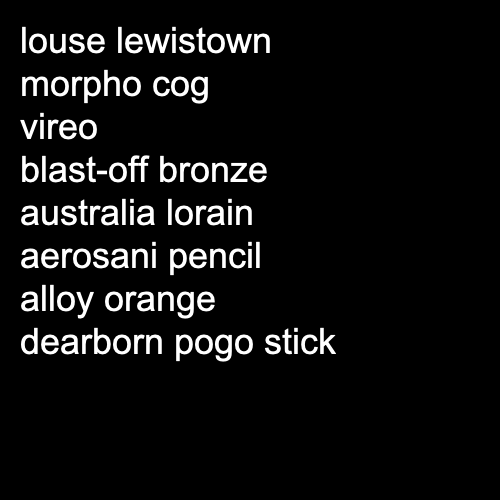 louse lewistown
morpho cog
vireo
blast-off bronze
australia lorain
aerosani pencil
alloy orange
dearborn pogo stick